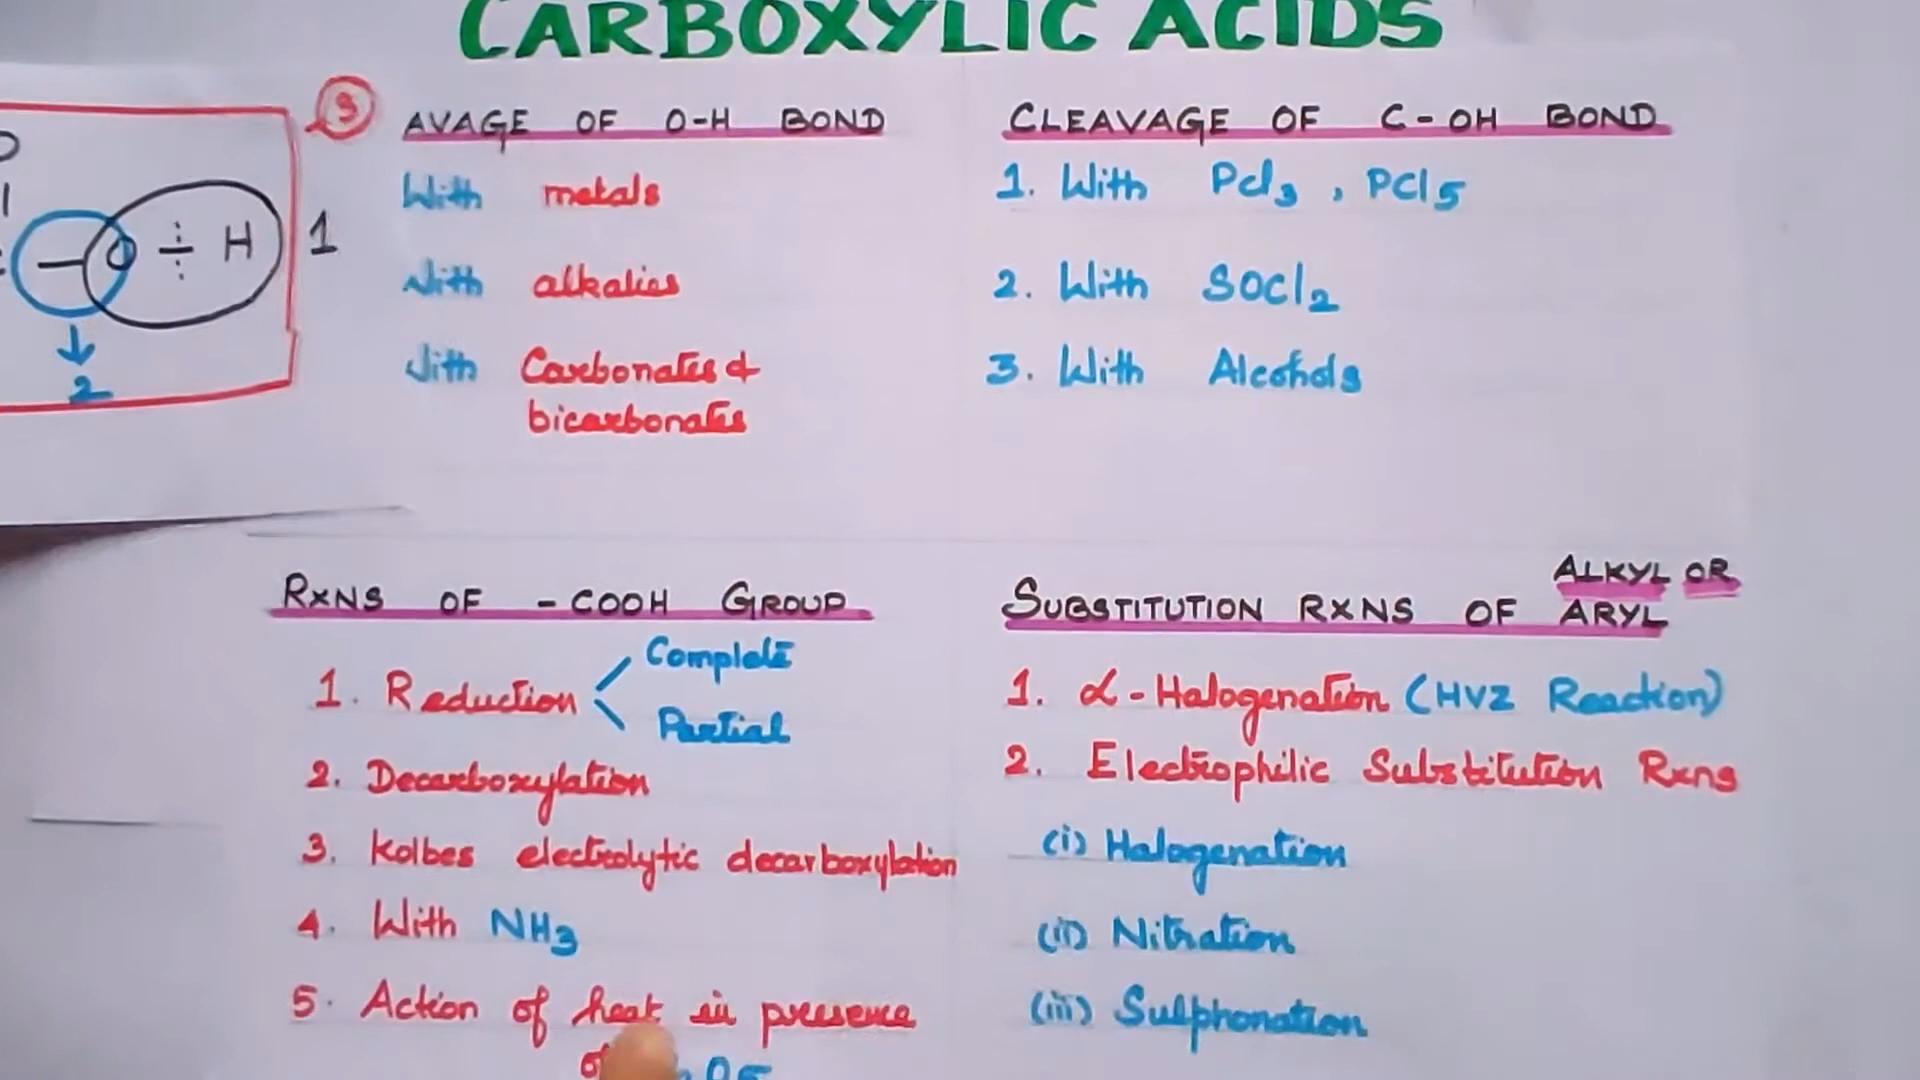 CARBOXYLIC ACIDS
3
AVAGE OF O-H BOND
With metals
With alkalies
With Carbonates &
bicarbonates
O - H 1
2
CLEAVAGE OF C-OH BOND
1. With PCl3 , PCl5
2. With SOCl2
3. With Alcohols
RXNS OF -COOH GROUP
1. Reduction
Complete
Partial
2. Decarboxylation
3. Kolbes electrolytic decarboxylation
4. With NH3
5. Action of heat in presence
SUBSTITUTION RXNS OF ALKYL OR
ARYL
1. α-Halogenation (HVZ Reaction)
2. Electrophilic Substitution Rxns
(i) Halogenation
(ii) Nitration
(iii) Sulphonation